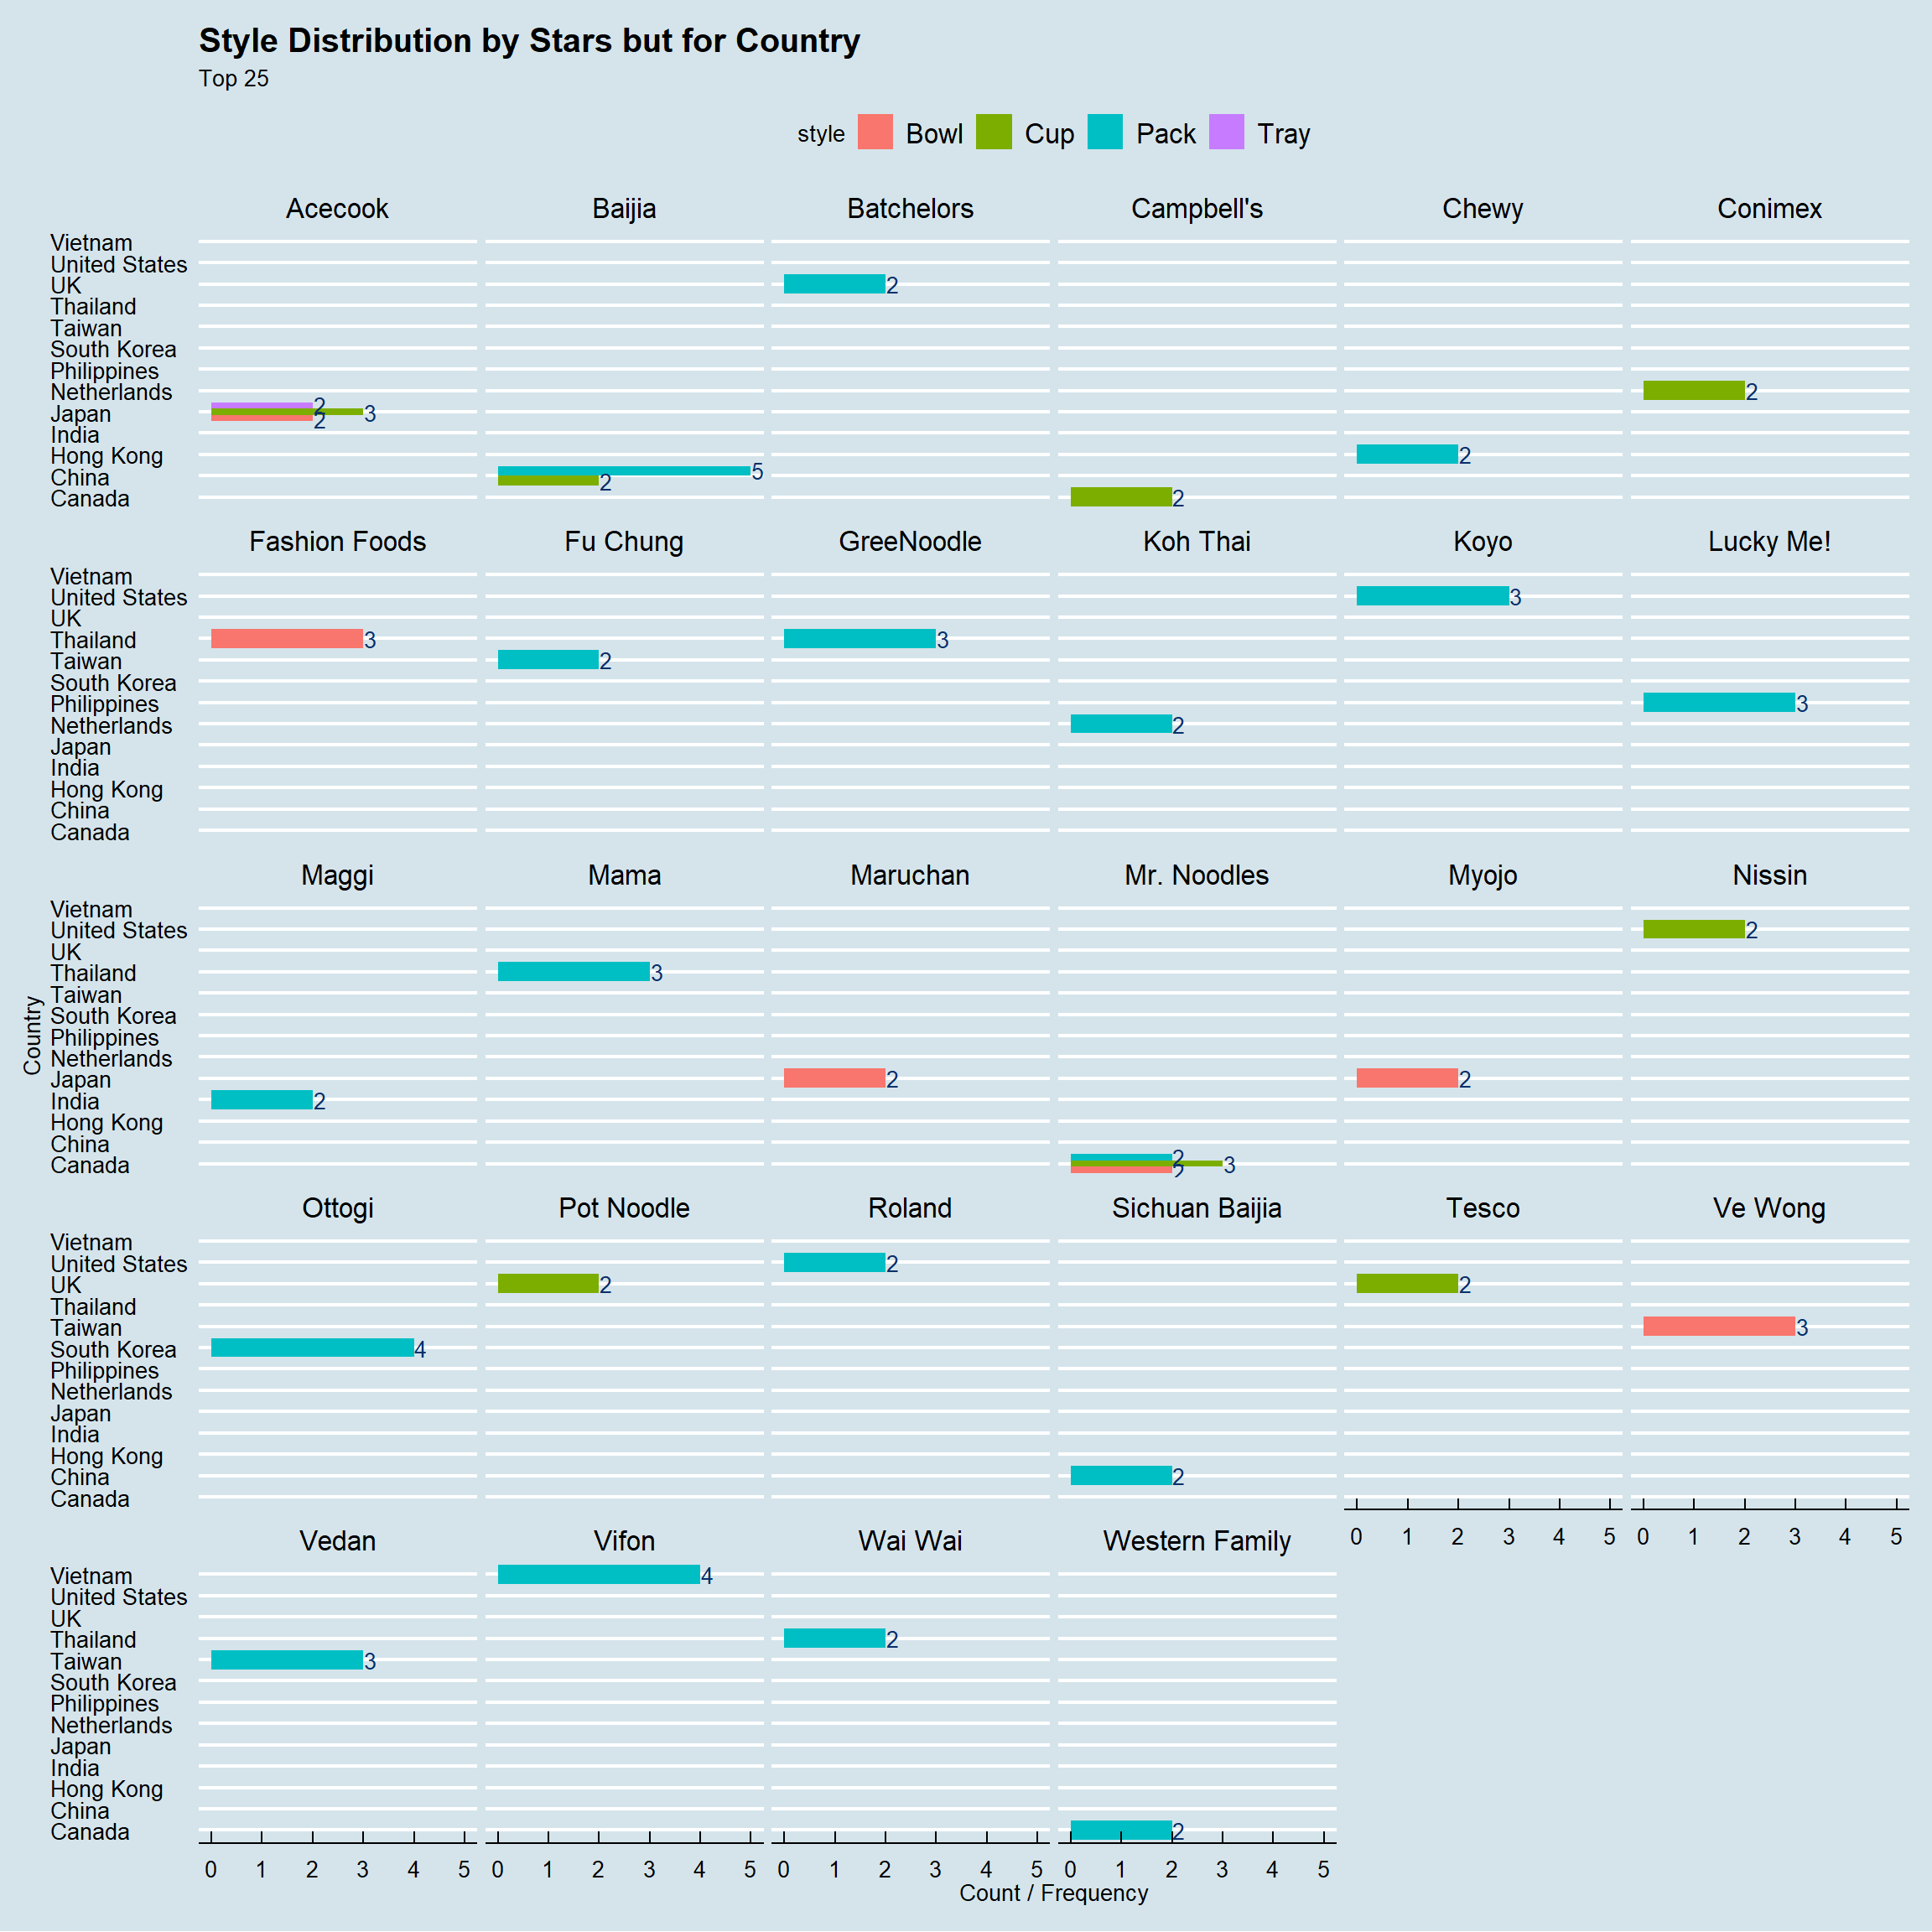 Style Distribution by Stars but for Country
Top 25
style Bowl Cup Pack Tray
Acecook Baijia Batchelors Campbell's Chewy Conimex
Vietnam
United States
UK 2
Thailand
Taiwan
South Korea
Philippines
Netherlands 2
Japan 2 3 2
India
Hong Kong 2
China 5 2
Canada 2
Fashion Foods Fu Chung GreeNoodle Koh Thai Koyo Lucky Me!
Vietnam
United States 3
UK
Thailand 3 3
Taiwan 2
South Korea
Philippines 3
Netherlands 2
Japan
India
Hong Kong
China
Canada
Maggi Mama Maruchan Mr. Noodles Myojo Nissin
Vietnam
United States 2
UK
Thailand 3
Taiwan
South Korea
Philippines
Netherlands
Japan 2 2
India 2
Hong Kong
China
Canada 2 3 2
Country
Ottogi Pot Noodle Roland Sichuan Baijia Tesco Ve Wong
Vietnam
United States 2
UK 2 2
Thailand
Taiwan 3
South Korea 4
Philippines
Netherlands
Japan
India
Hong Kong
China 2
Canada
0 1 2 3 4 5 0 1 2 3 4 5
Vedan Vifon Wai Wai Western Family
Vietnam 4
United States
UK
Thailand 2
Taiwan 3
South Korea
Philippines
Netherlands
Japan
India
Hong Kong
China
Canada 2
0 1 2 3 4 5 0 1 2 3 4 5 0 1 2 3 4 5 0 1 2 3 4 5
Count / Frequency